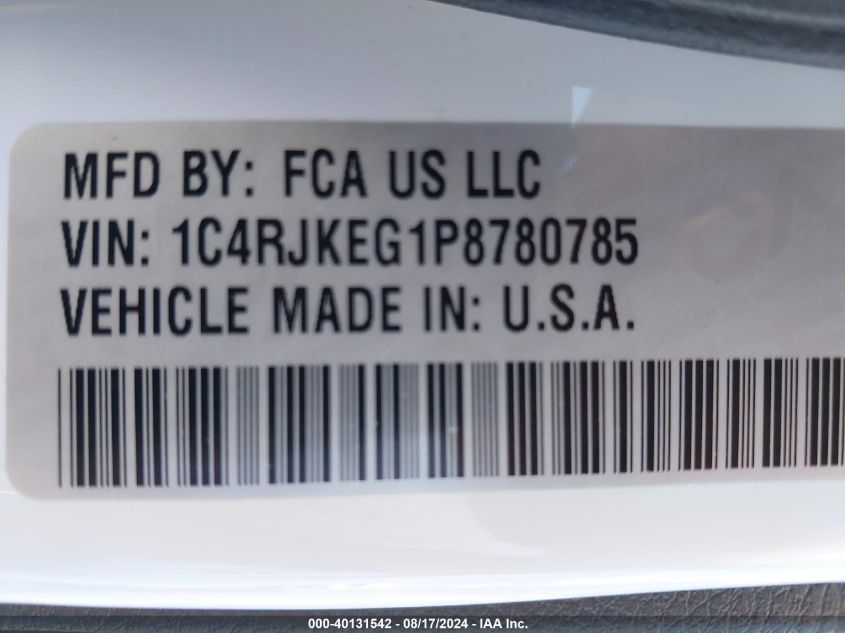 MFD BY: FCA US LLC
VIN: 1C4RJKEG1P8780785
VEHICLE MADE IN: U.S.A.
000-40131542 - 08/17/2024 - IAA Inc.